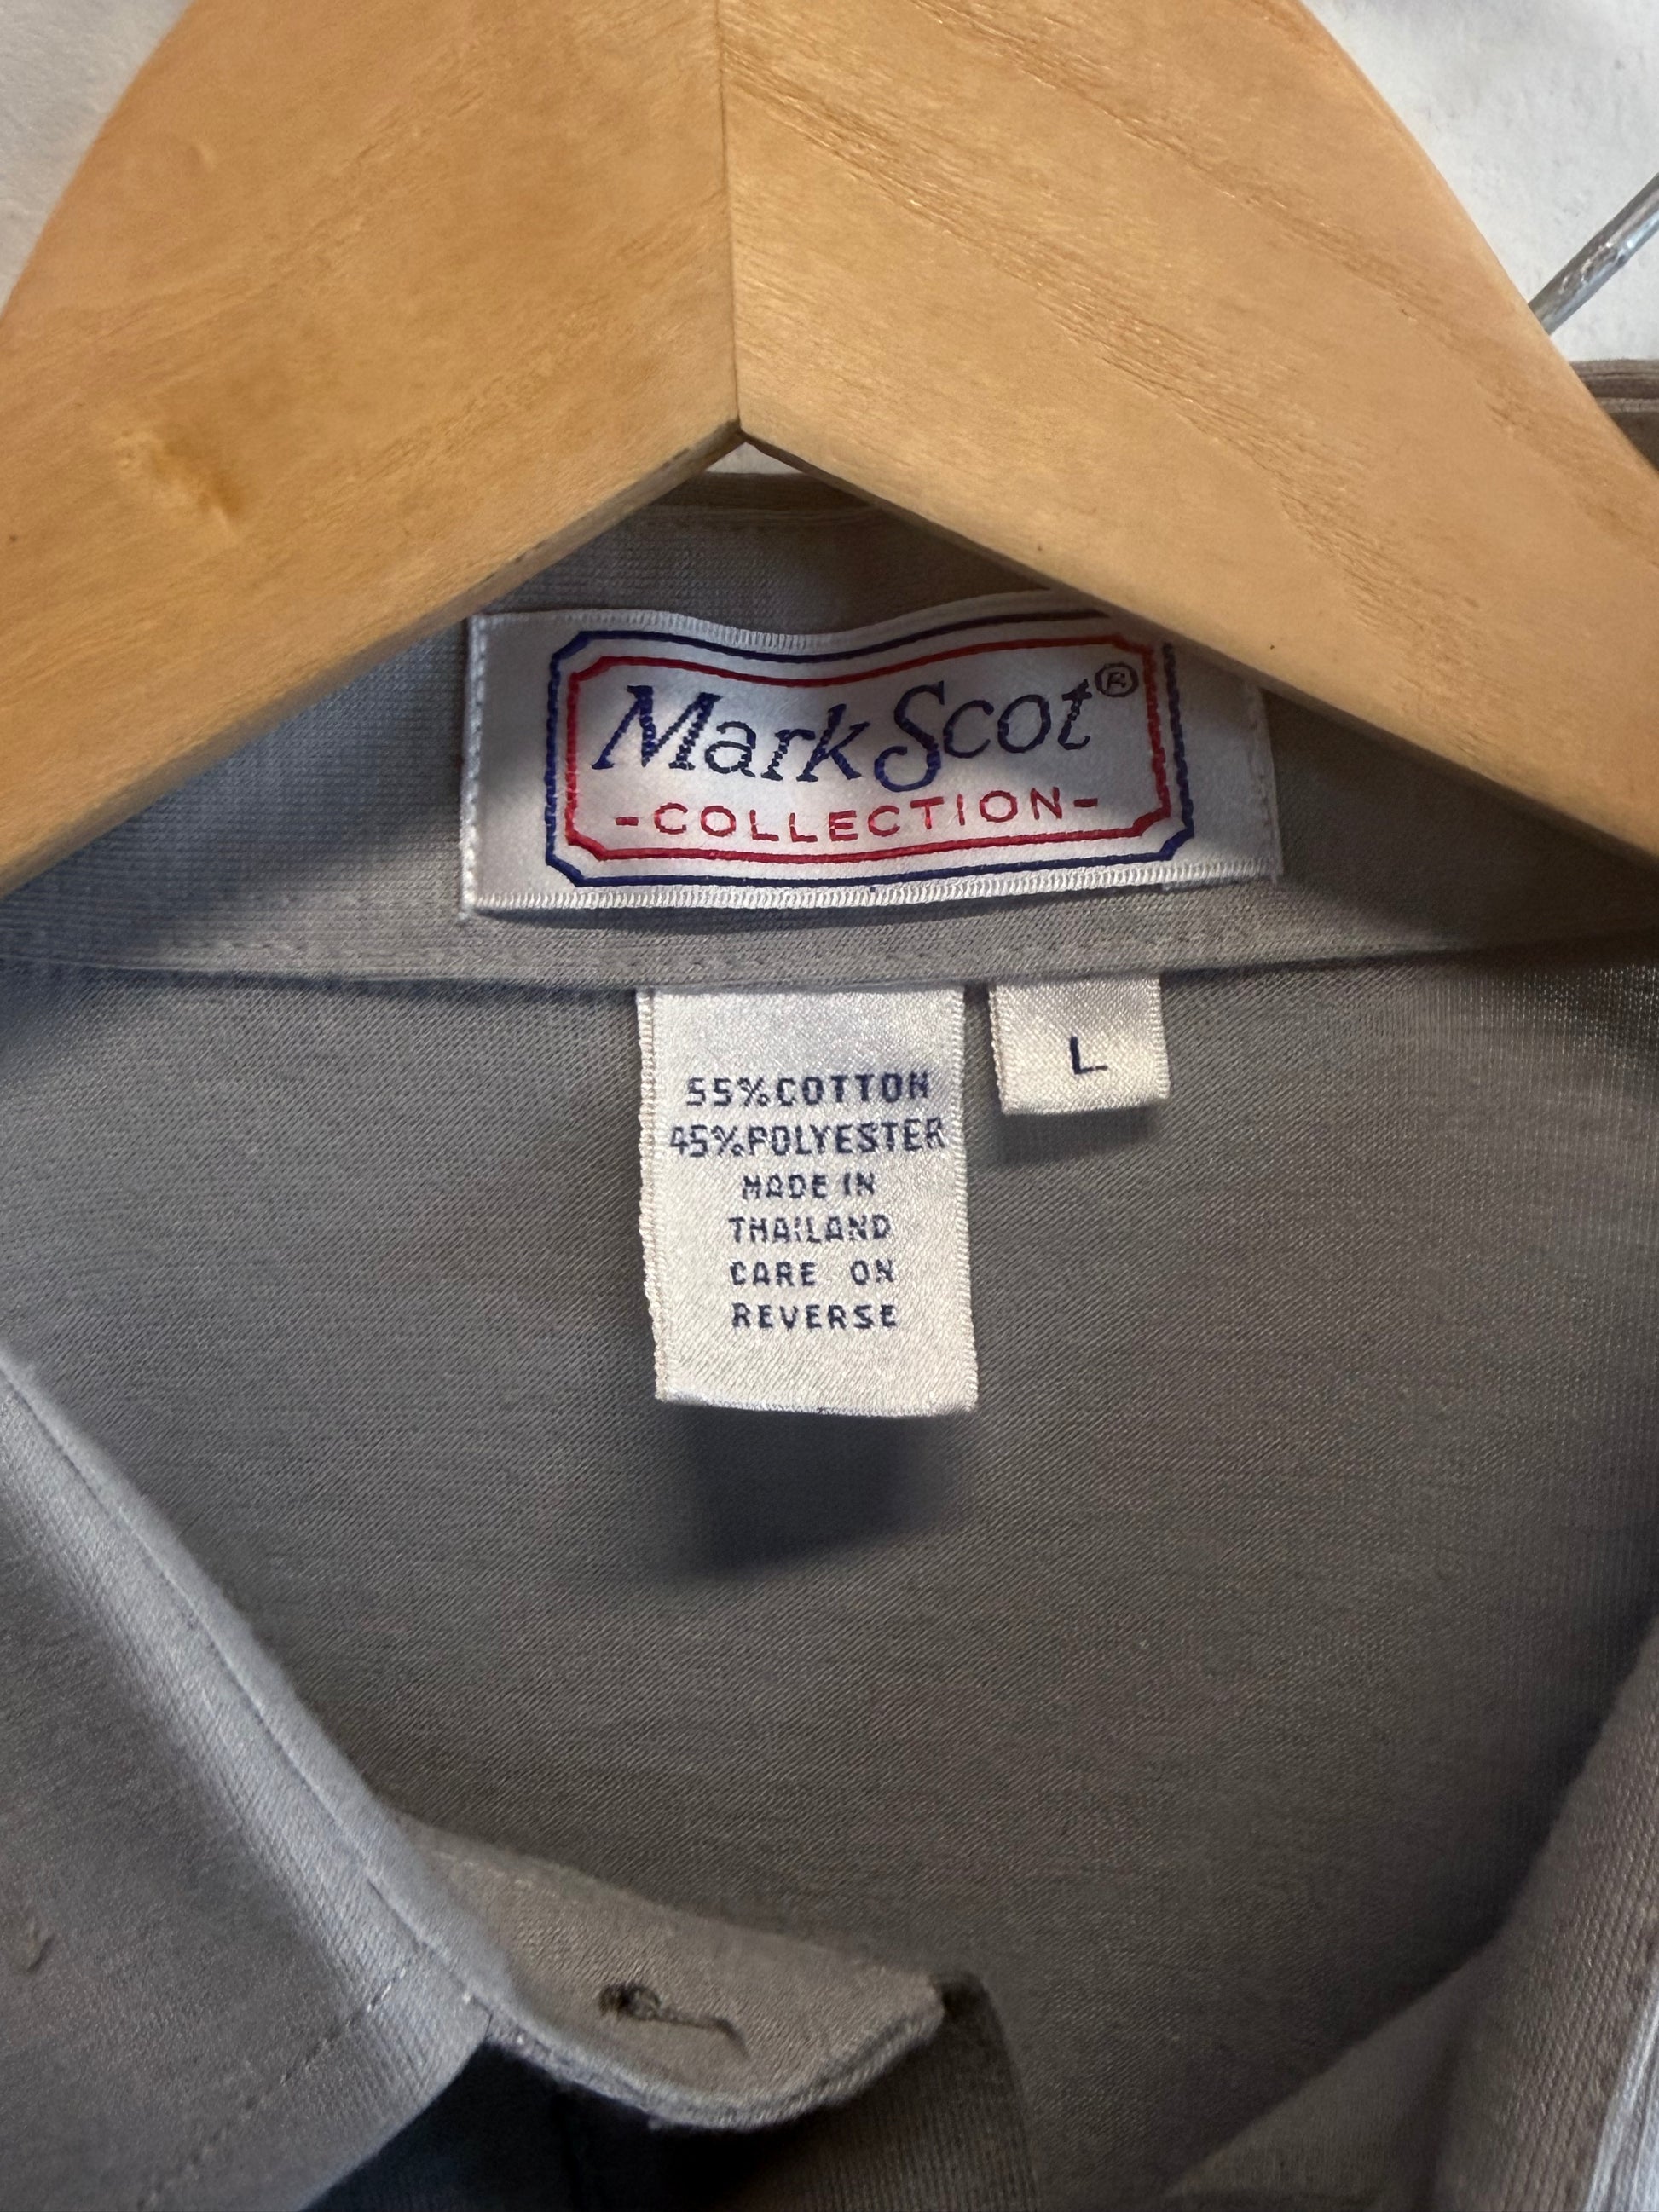 Mark Scot®
-COLLECTION-
L
55% COTTON
45% POLYESTER
MADE IN
THAILAND
CARE ON
REVERSE